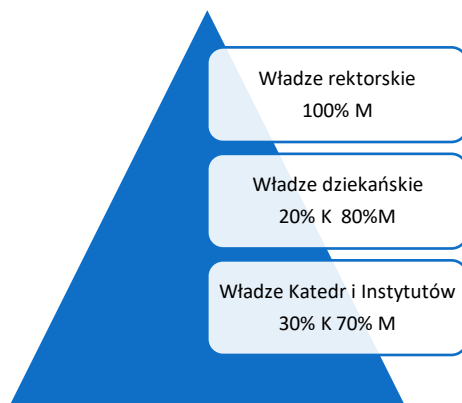 Władze rektorskie
100% M
Władze dziekańskie
20% K 80%M
Władze Katedr i Instytutów
30% K 70% M